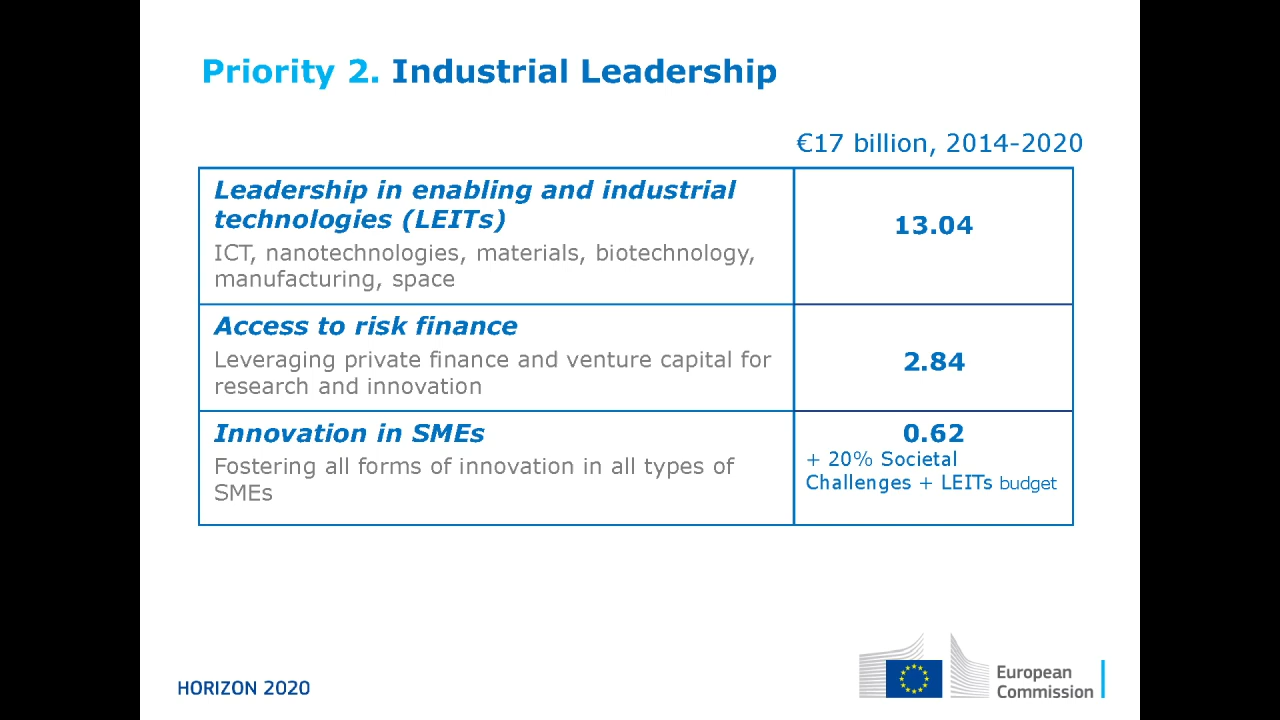 Priority 2. Industrial Leadership
€17 billion, 2014-2020
Leadership in enabling and industrial
technologies (LEITs)
ICT, nanotechnologies, materials, biotechnology,
manufacturing, space
13.04
Access to risk finance
Leveraging private finance and venture capital for
research and innovation
2.84
Innovation in SMEs
Fostering all forms of innovation in all types of
SMEs
0.62
+ 20% Societal
Challenges + LEITs budget
HORIZON 2020
European
Commission